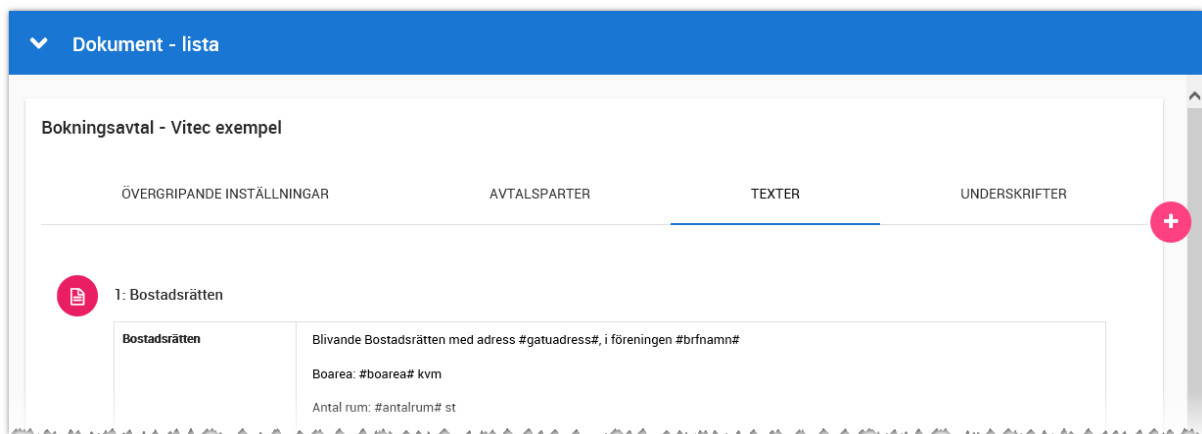 Dokument - lista
Bokningsavtal - Vitec exempel
ÖVERGRIPANDE INSTÄLLNINGAR AVTALSPARTER TEXTER UNDERSKRIFTER
1: Bostadsrätten
Bostadsrätten Blivande Bostadsrätten med adress #gatuadress#, i föreningen #brfnamn#
Boarea: #boarea# kvm
Antal rum: #antalrum# st